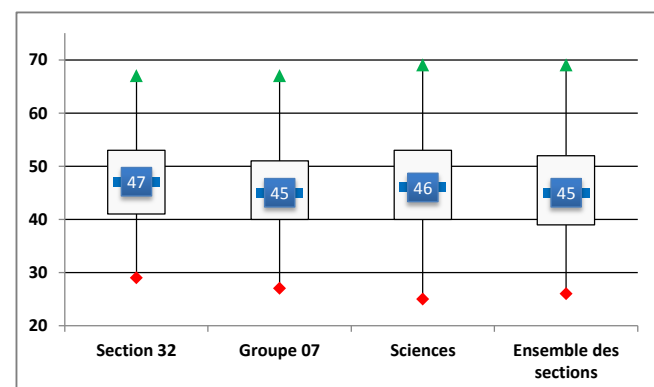 70
60
50
40
30
20
47
45
46
45
Section 32
Groupe 07
Sciences
Ensemble des
sections